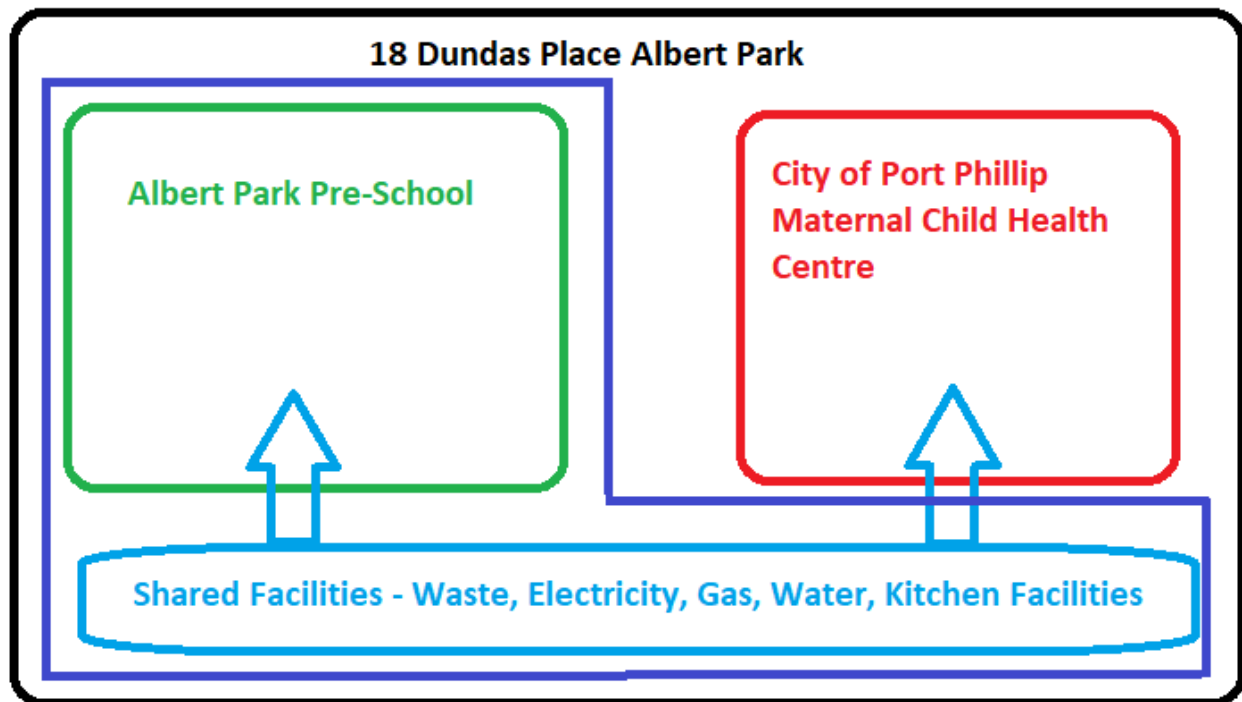 18 Dundas Place Albert Park
Albert Park Pre-School
City of Port Phillip
Maternal Child Health
Centre
Shared Facilities - Waste, Electricity, Gas, Water, Kitchen Facilities